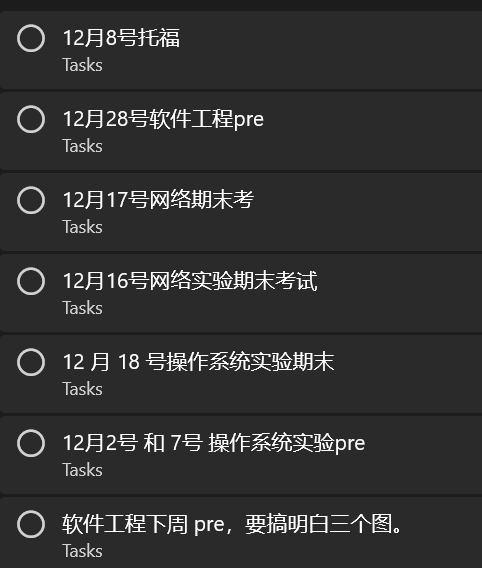 12月8号托福
Tasks
12月28号软件工程pre
Tasks
12月17号网络期末考
Tasks
12月16号网络实验期末考试
Tasks
12 月 18 号操作系统实验期末
Tasks
12月2号 和 7号 操作系统实验pre
Tasks
软件工程下周 pre，要搞明白三个图。
Tasks